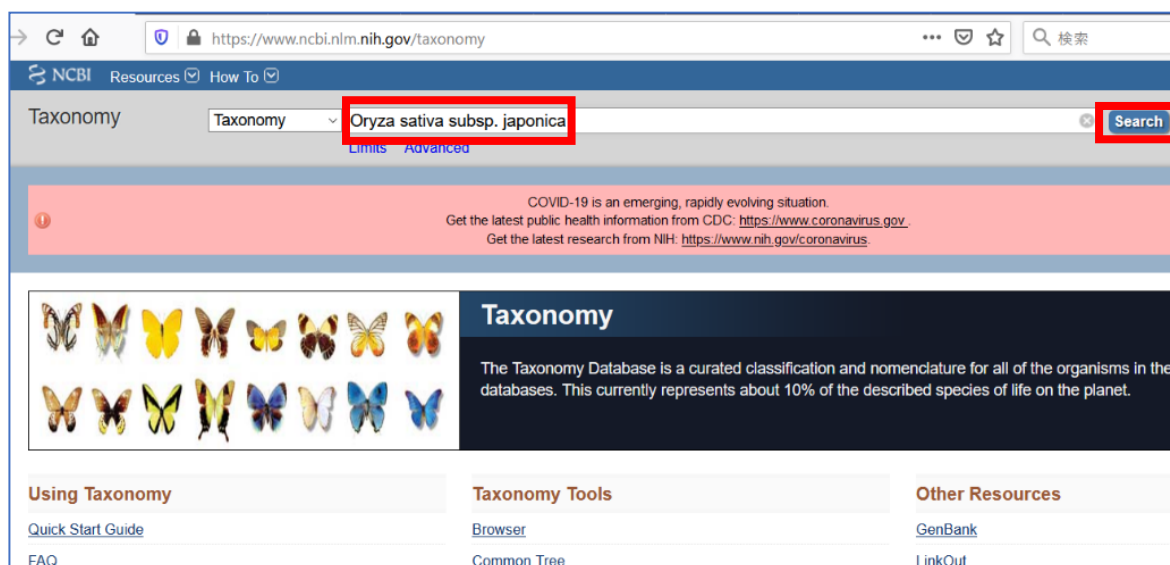 https://www.ncbi.nlm.nih.gov/taxonomy
検索
NCBI Resources How To
Taxonomy
Taxonomy
Oryza sativa subsp. japonica
Search
Limits Advanced
COVID-19 is an emerging, rapidly evolving situation.
Get the latest public health information from CDC: https://www.coronavirus.gov .
Get the latest research from NIH: https://www.nih.gov/coronavirus.
Taxonomy
The Taxonomy Database is a curated classification and nomenclature for all of the organisms in the
databases. This currently represents about 10% of the described species of life on the planet.
Using Taxonomy
Quick Start Guide
FAQ
Taxonomy Tools
Browser
Common Tree
Other Resources
GenBank
LinkOut